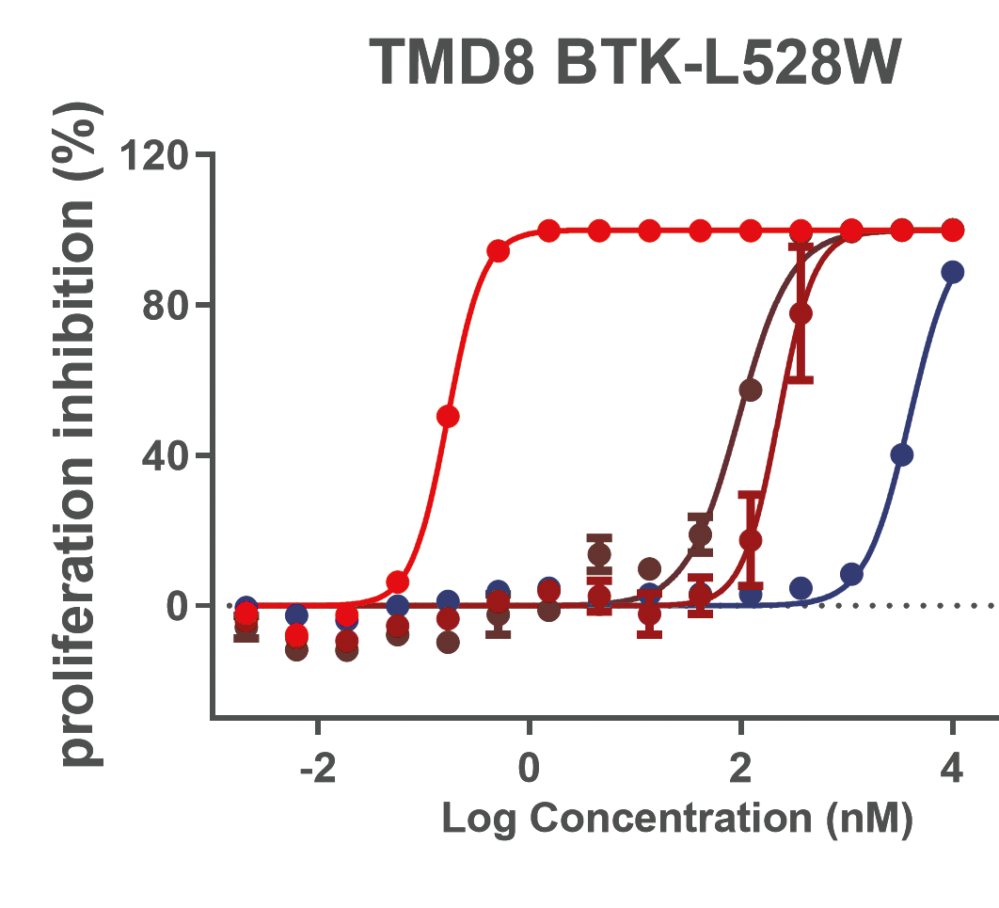 TMD8 BTK-L528W
proliferation inhibition (%)
120
80
40
0
-2 0 2 4
Log Concentration (nM)